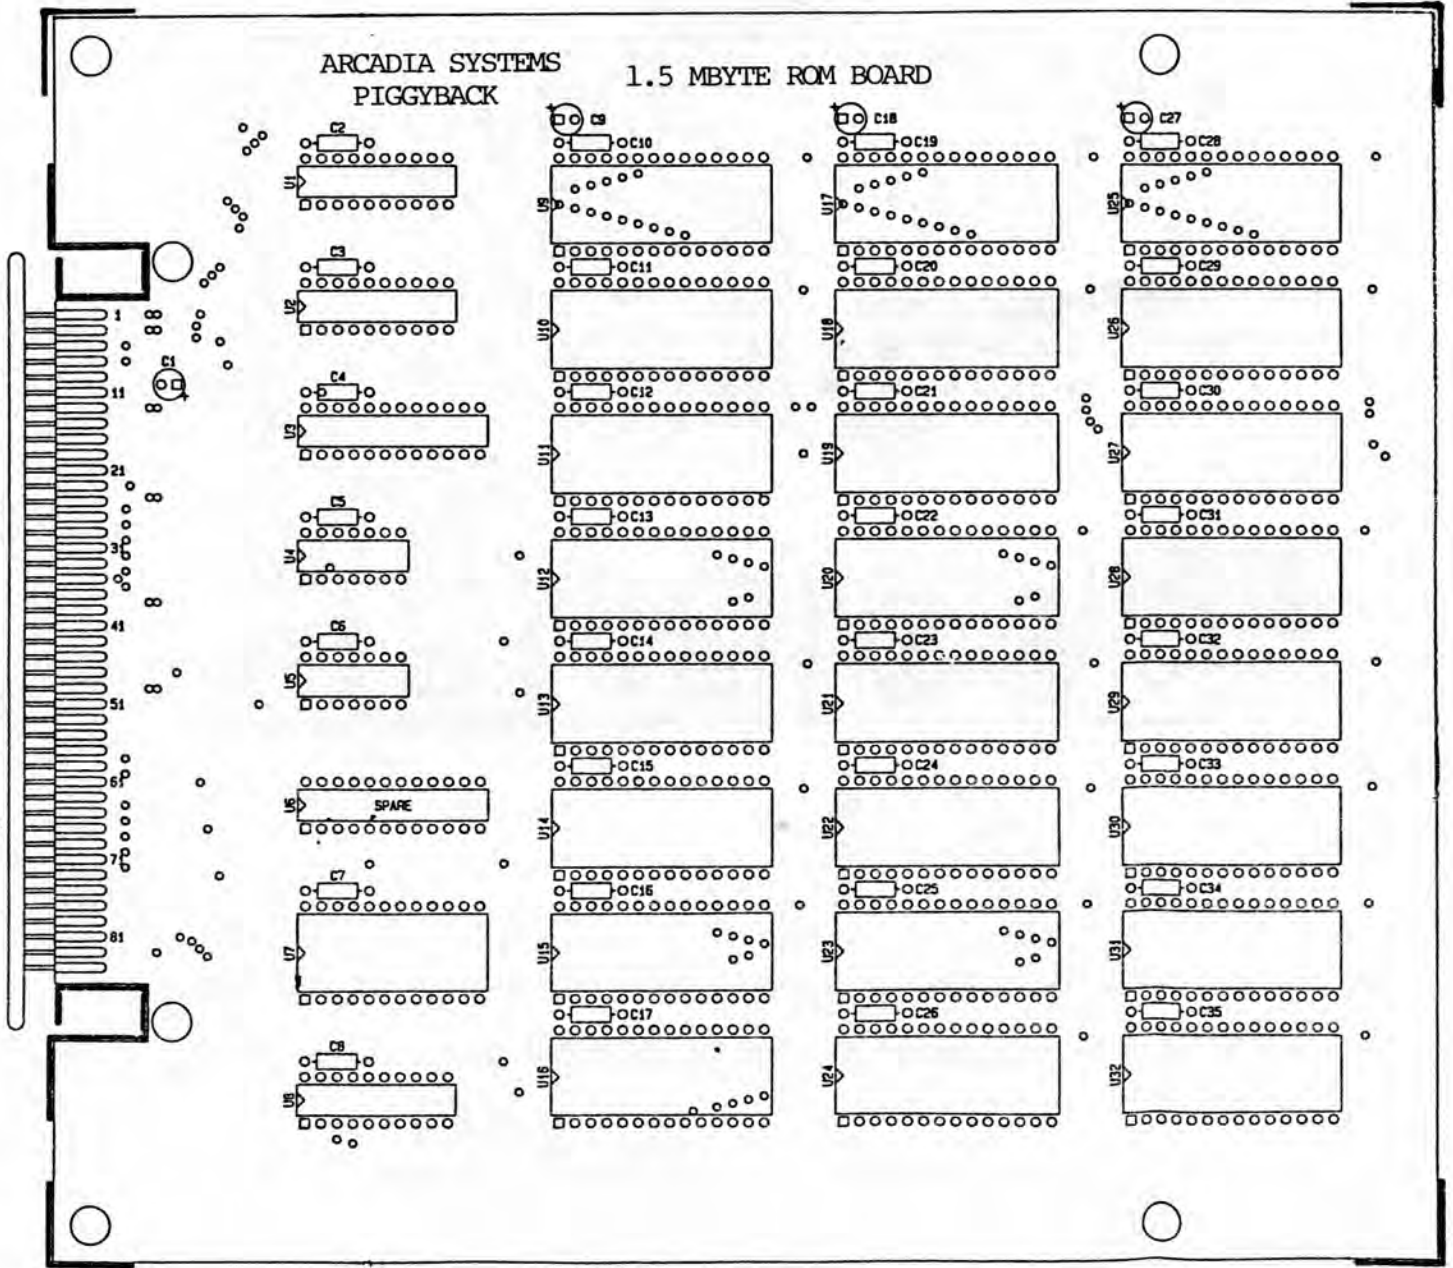 ARCADIA SYSTEMS
PIGGYBACK
1.5 MBYTE ROM BOARD
C2
U1
C3
U2
C4
U3
C5
U4
C6
U5
U6
SPARE
C7
U7
C8
U8
1
11
21
31
41
51
61
71
81
C1
+
+
C9
C10
U9
C11
U10
C12
U11
C13
U12
C14
U13
C15
U14
C16
U15
C17
U16
+
C18
C19
U17
C20
U18
C21
U19
C22
U20
C23
U21
C24
U22
C25
U23
C26
U24
+
C27
C28
U25
C29
U26
C30
U27
C31
U28
C32
U29
C33
U30
C34
U31
C35
U32